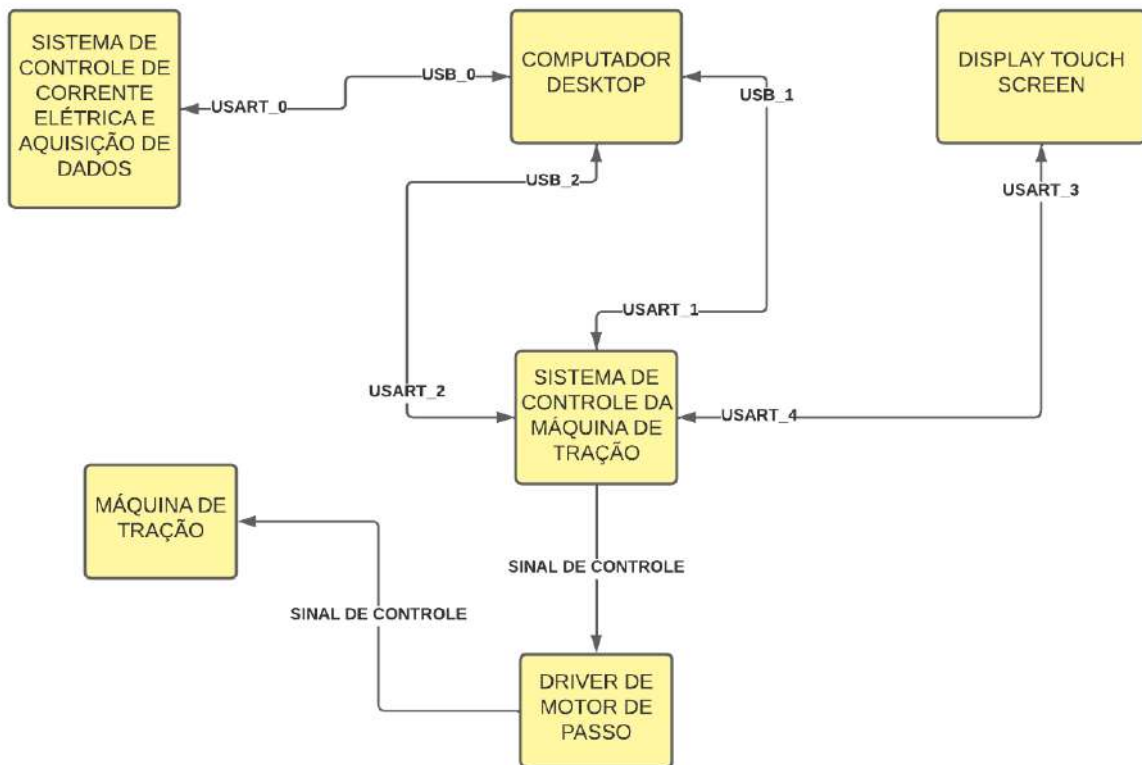 SISTEMA DE
CONTROLE DE
CORRENTE
ELÉTRICA E
AQUISIÇÃO DE
DADOS
USART_0
USB_0
COMPUTADOR
DESKTOP
USB_1
DISPLAY TOUCH
SCREEN
USB_2
USART_3
USART_1
USART_2
SISTEMA DE
CONTROLE DA
MÁQUINA DE
TRAÇÃO
USART_4
MÁQUINA DE
TRAÇÃO
SINAL DE CONTROLE
SINAL DE CONTROLE
DRIVER DE
MOTOR DE
PASSO